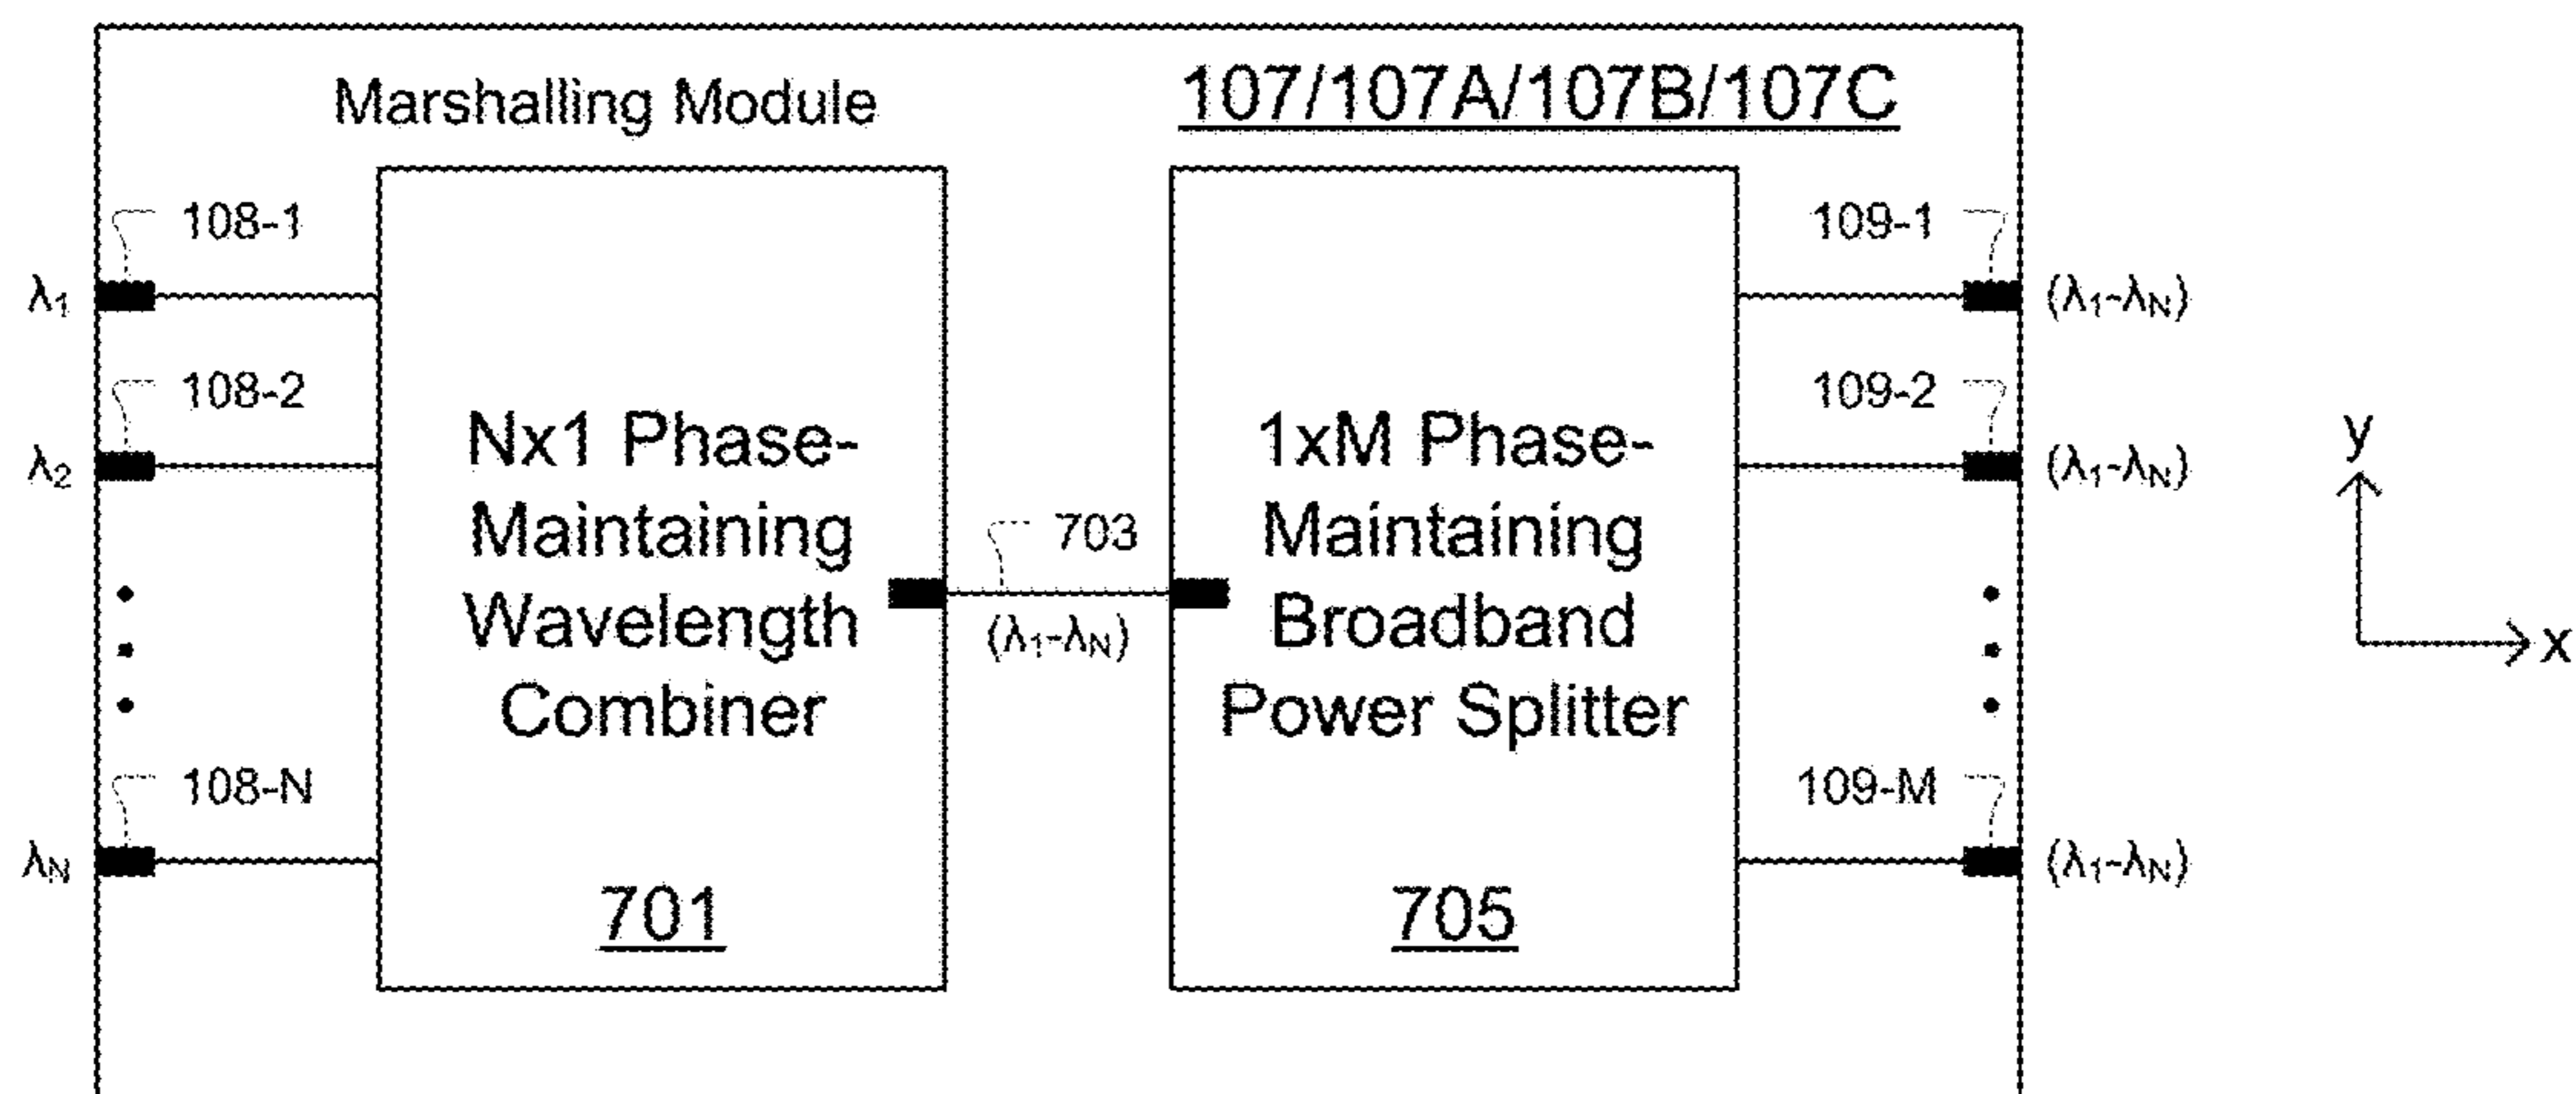 Marshalling Module
107/107A/107B/107C
108-1
109-1
λ1
(λ1-λN)
108-2
109-2
λ2
(λ1-λN)
Nx1 Phase-
Maintaining
Wavelength
Combiner
701
703
(λ1-λN)
1xM Phase-
Maintaining
Broadband
Power Splitter
705
y
x
108-N
109-M
λN
(λ1-λN)